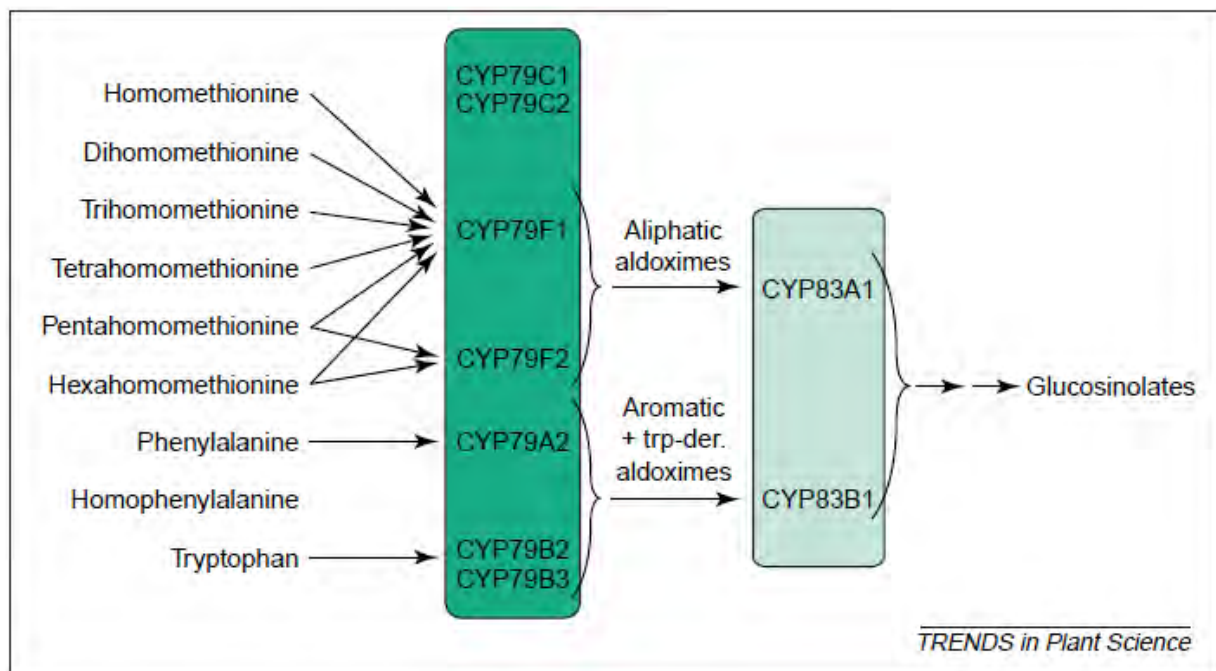 Homomethionine
Dihomomethionine
Trihomomethionine
Tetrahomomethionine
Pentahomomethionine
Hexahomomethionine
Phenylalanine
Homophenylalanine
Tryptophan
CYP79C1
CYP79C2
CYP79F1
CYP79F2
CYP79A2
CYP79B2
CYP79B3
Aliphatic
aldoximes
Aromatic
+ trp-der.
aldoximes
CYP83A1
CYP83B1
Glucosinolates
TRENDS in Plant Science